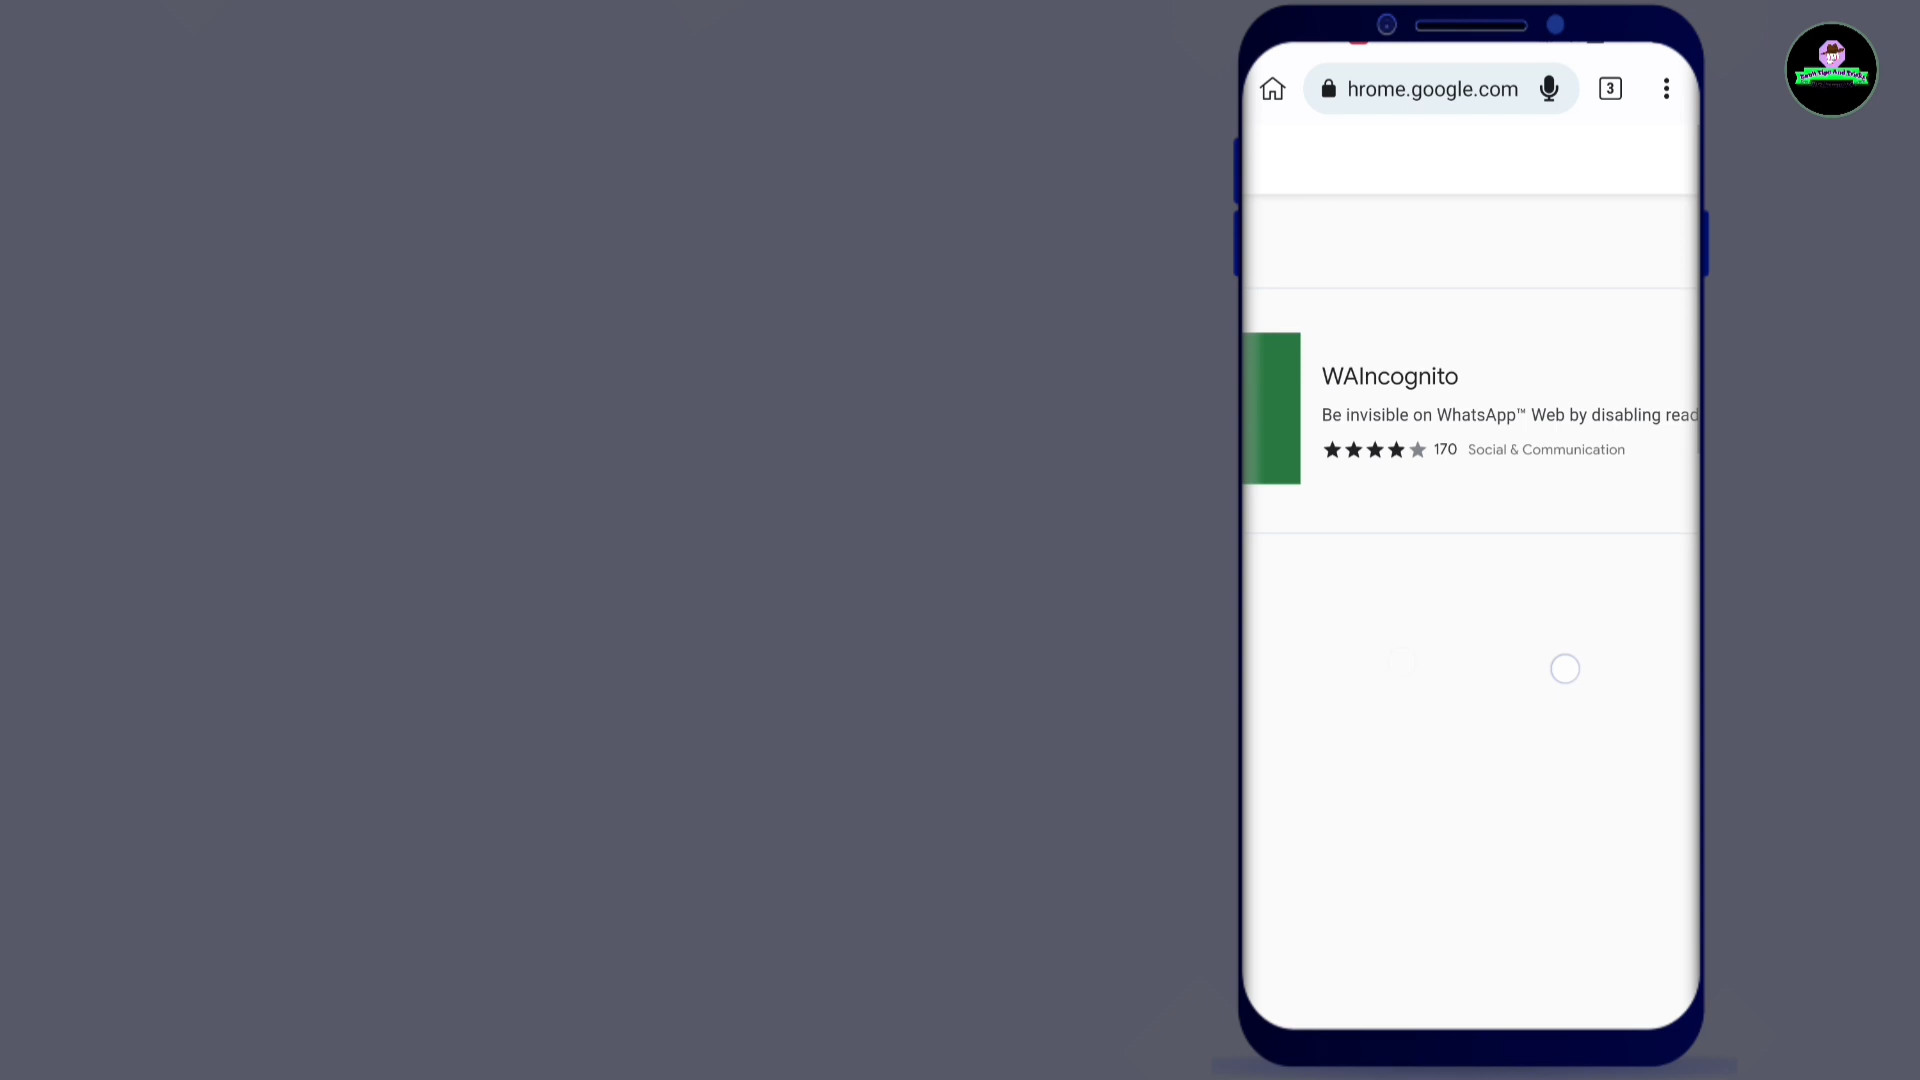 hrome.google.com
3
WAIncognito
Be invisible on WhatsApp™ Web by disabling read
170 Social & Communication